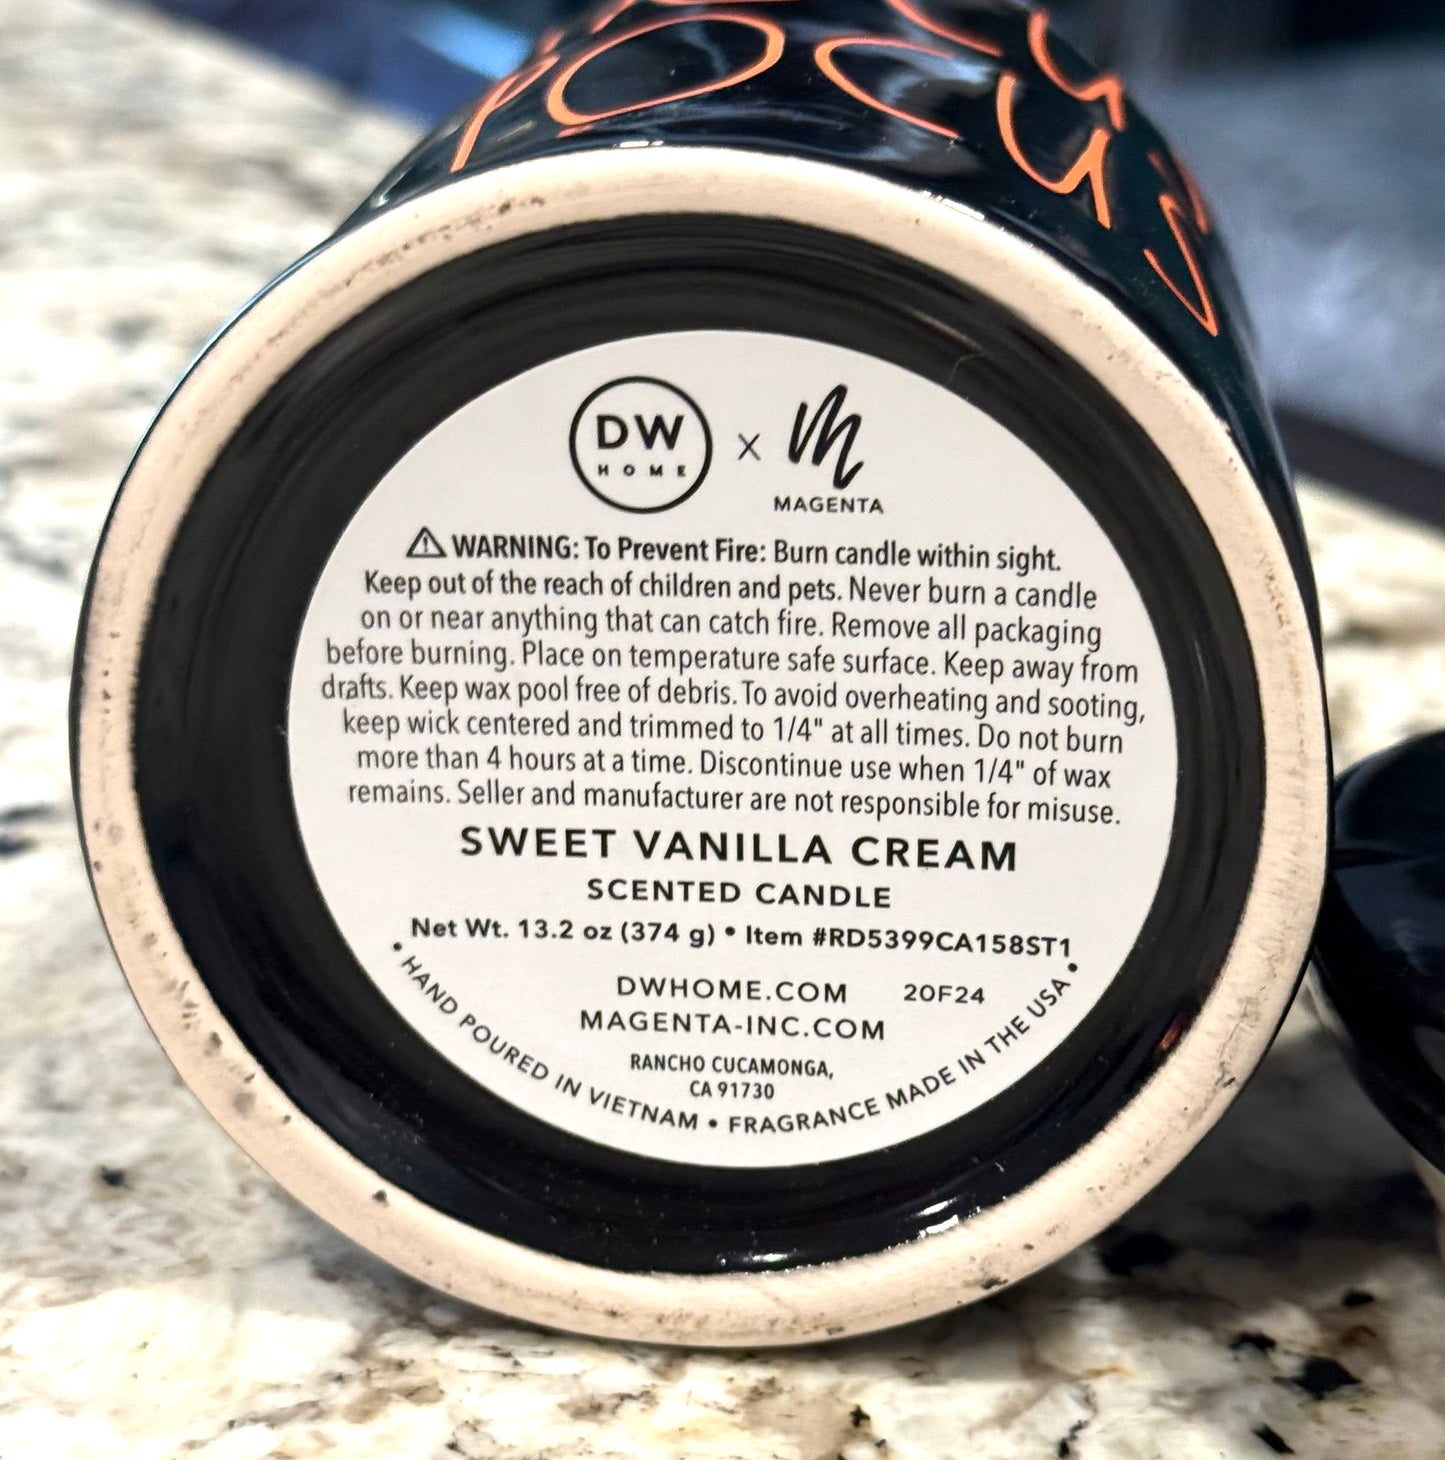 OCUS
DW
HOME
X
MAGENTA
WARNING: To Prevent Fire: Burn candle within sight.
Keep out of the reach of children and pets. Never burn a candle
on or near anything that can catch fire. Remove all packaging
before burning. Place on temperature safe surface. Keep away from
drafts. Keep wax pool free of debris. To avoid overheating and sooting,
keep wick centered and trimmed to 1/4" at all times. Do not burn
more than 4 hours at a time. Discontinue use when 1/4" of wax
remains. Seller and manufacturer are not responsible for misuse.
SWEET VANILLA CREAM
SCENTED CANDLE
Net Wt. 13.2 oz (374 g) • Item #RD5399CA158ST1
DWHOME.COM 20F24
MAGENTA-INC.COM
RANCHO CUCAMONGA,
CA 91730
• HAND POURED IN VIETNAM • FRAGRANCE MADE IN THE USA •